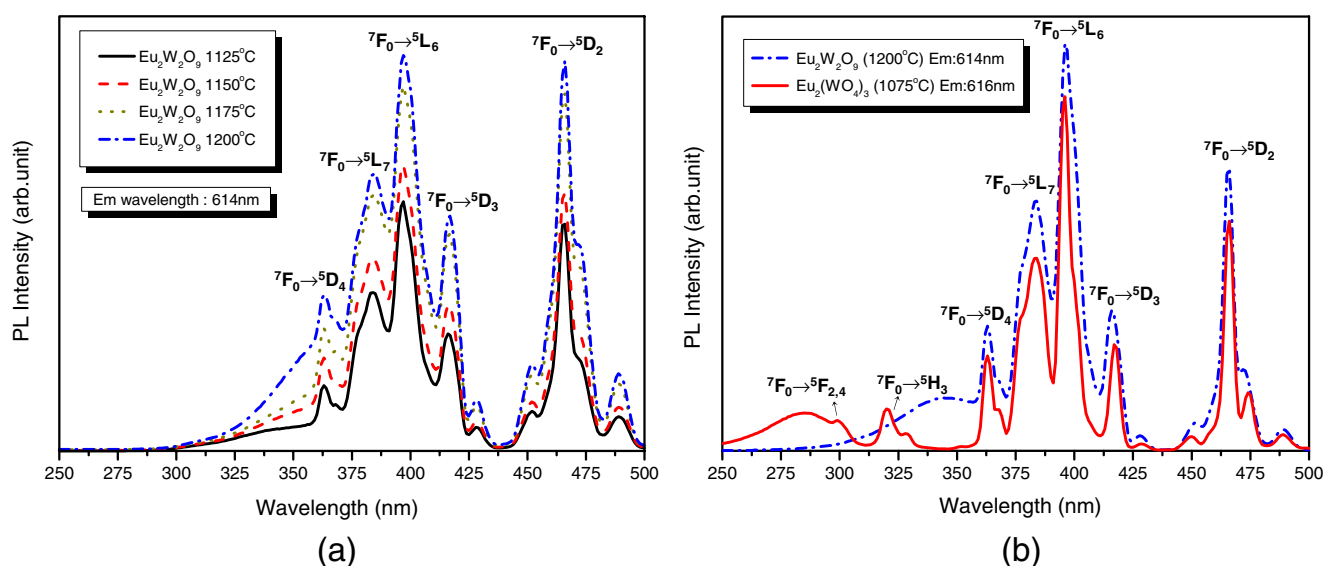 Eu₂W₂O₉ 1125°C
Eu₂W₂O₉ 1150°C
Eu₂W₂O₉ 1175°C
Eu₂W₂O₉ 1200°C
Em wavelength : 614nm
⁷F₀→⁵D₄
⁷F₀→⁵L₇
⁷F₀→⁵L₆
⁷F₀→⁵D₃
⁷F₀→⁵D₂
PL Intensity (arb.unit)
250 275 300 325 350 375 400 425 450 475 500
Wavelength (nm)
(a)
Eu₂W₂O₉ (1200°C) Em:614nm
Eu₂(WO₄)₃ (1075°C) Em:616nm
⁷F₀→⁵F₂,₄
⁷F₀→⁵H₃
⁷F₀→⁵D₄
⁷F₀→⁵L₇
⁷F₀→⁵L₆
⁷F₀→⁵D₃
⁷F₀→⁵D₂
PL Intensity (arb.unit)
250 275 300 325 350 375 400 425 450 475 500
Wavelength (nm)
(b)